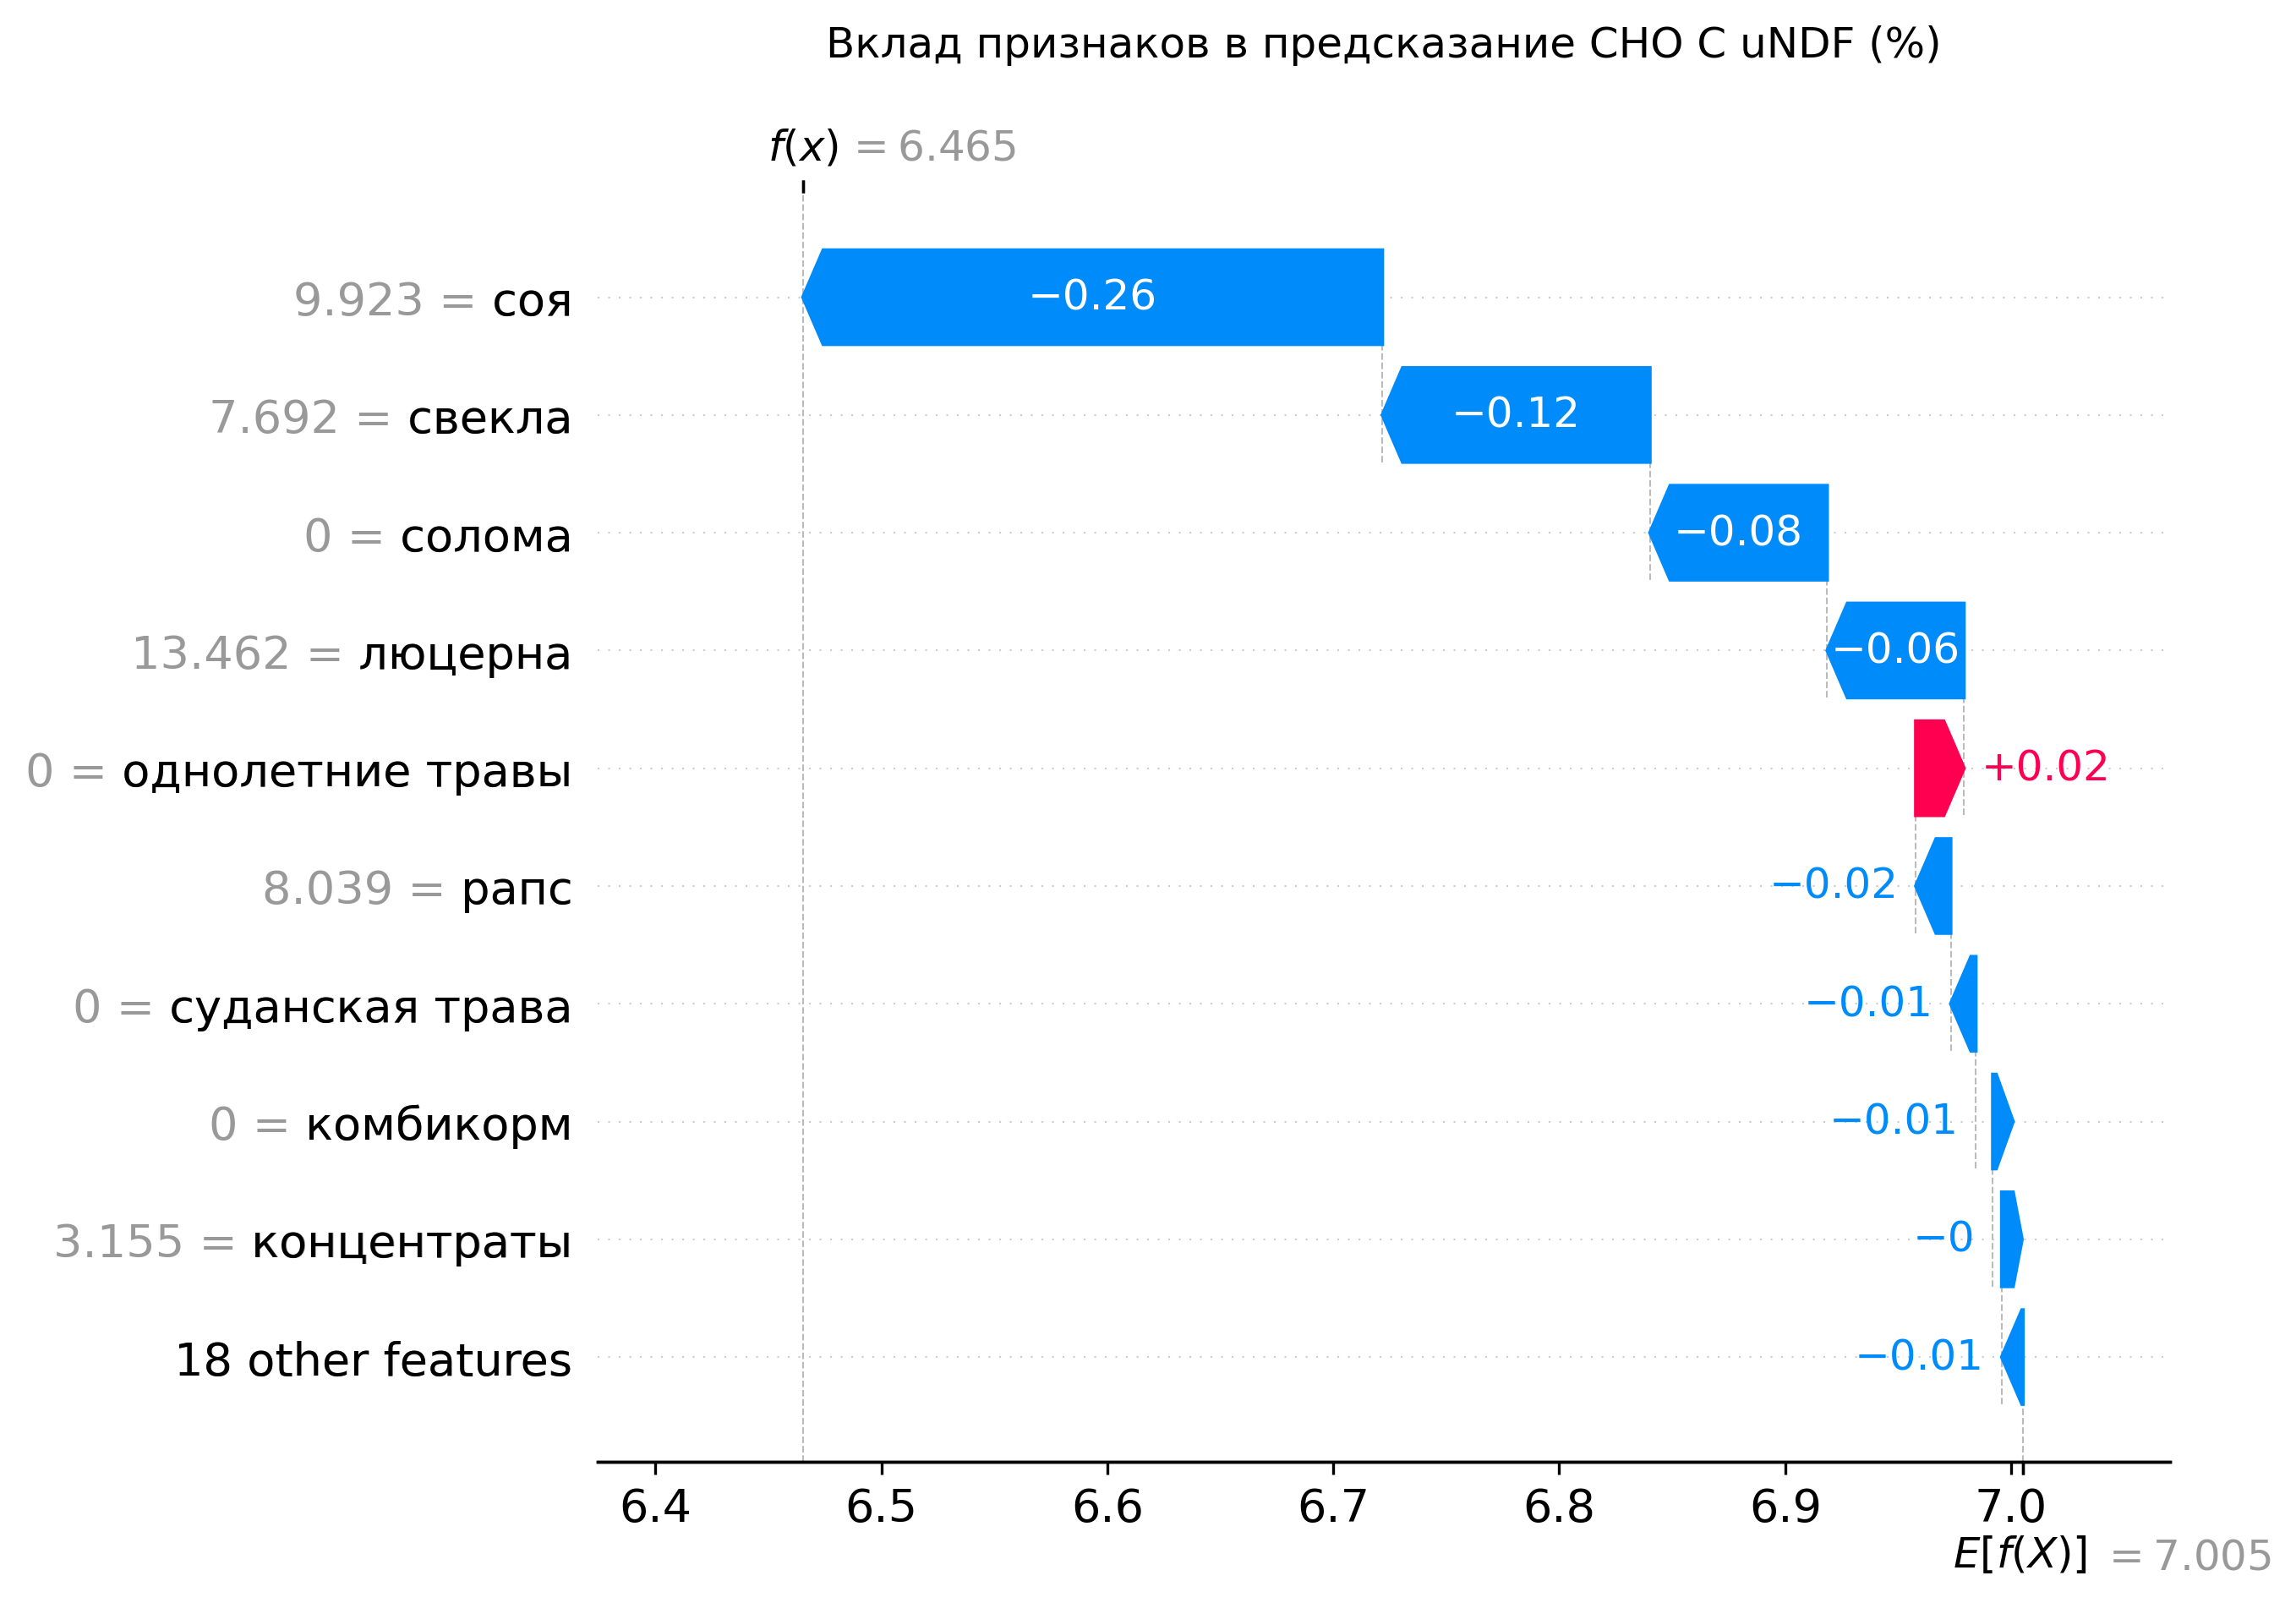 Вклад признаков в предсказание CHO C uNDF (%)
f(x) = 6.465
9.923 = соя −0.26
7.692 = свекла −0.12
0 = солома −0.08
13.462 = люцерна −0.06
0 = однолетние травы +0.02
8.039 = рапс −0.02
0 = суданская трава −0.01
0 = комбикорм −0.01
3.155 = концентраты −0
18 other features −0.01
6.4 6.5 6.6 6.7 6.8 6.9 7.0
E[f(X)] = 7.005